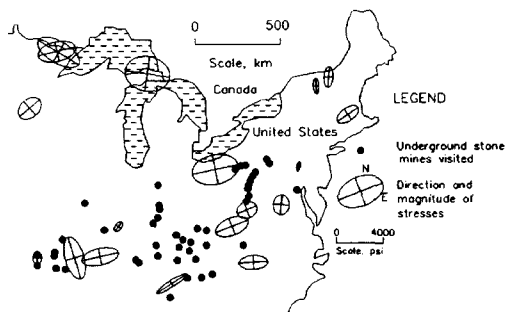 0 500
Scale, km
Canada
United States
LEGEND
Underground stone
mines visited
N
E
Direction and
magnitude of
stresses
0 4000
Scale, psi